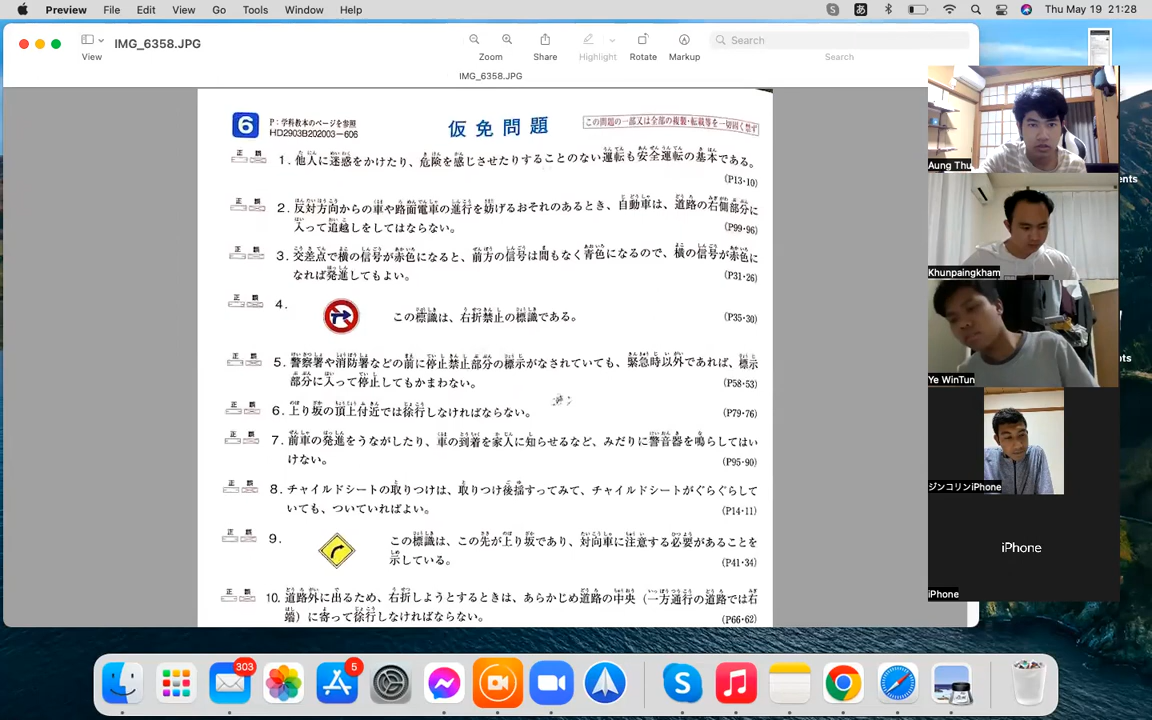 Preview File Edit View Go Tools Window Help
あ
Thu May 19 21:28
IMG_6358.JPG
View
Zoom
Share
Highlight
Rotate
Markup
Search
Search
IMG_6358.JPG
6
P:学科教本のページを参照
HD2903B202003-606
仮免問題
この問題の一部又は全部の複製・転載等を一切固く禁ず
正 誤 1. 他人に迷惑をかけたり、危険を感じさせたりすることのない運転も安全運転の基本である。
(P13・10)
正 誤 2. 反対方向からの車や路面電車の進行を妨げるおそれのあるとき、自動車は、道路の右側部分に
入って追越しをしてはならない。
(P99・96)
正 誤 3. 交差点で横の信号が赤色になると、前方の信号は間もなく青色になるので、横の信号が赤色に
なれば発進してもよい。
(P31・26)
正 誤 4.
この標識は、右折禁止の標識である。
(P35・30)
正 誤 5. 警察署や消防署などの前に停止禁止部分の標示がなされていても、緊急時以外であれば、標示
部分に入って停止してもかまわない。
(P58・53)
正 誤 6. 上り坂の頂上付近では徐行しなければならない。
(P79・76)
正 誤 7. 前車の発進をうながしたり、車の到着を家人に知らせるなど、みだりに警音器を鳴らしてはい
けない。
(P95・90)
正 誤 8. チャイルドシートの取りつけは、取りつけ後揺すってみて、チャイルドシートがぐらぐらして
いても、ついていればよい。
(P14・11)
正 誤 9.
この標識は、この先が上り坂であり、対向車に注意する必要があることを
示している。
(P41・34)
正 誤 10. 道路外に出るため、右折しようとするときは、あらかじめ道路の中央(一方通行の道路では右
端)に寄って徐行しなければならない。
(P66・62)
Aung Thu
Khunpaingkham
Ye WinTun
ジンコリンiPhone
iPhone
iPhone
ents
pts
303
5